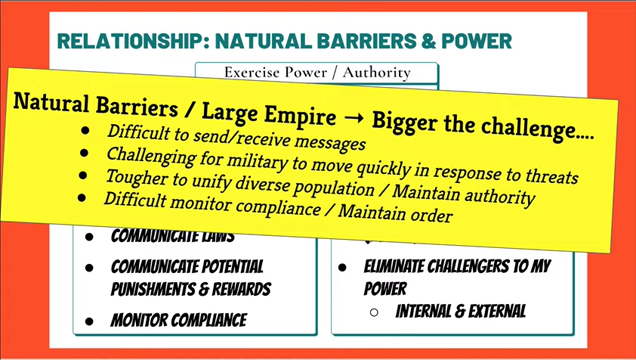 RELATIONSHIP: NATURAL BARRIERS & POWER
Exercise Power / Authority
Natural Barriers / Large Empire → Bigger the challenge....
● Difficult to send/receive messages
● Challenging for military to move quickly in response to threats
● Tougher to unify diverse population / Maintain authority
● Difficult monitor compliance / Maintain order
● COMMUNICATE LAWS
● COMMUNICATE POTENTIAL
PUNISHMENTS & REWARDS
● MONITOR COMPLIANCE
● ELIMINATE CHALLENGERS TO MY
POWER
○ INTERNAL & EXTERNAL